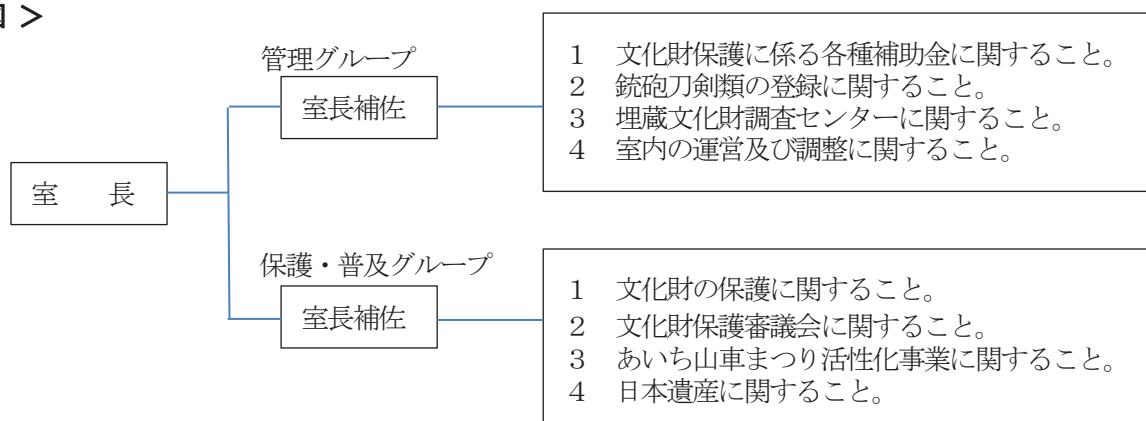 ＞
管理グループ
室長補佐
1　文化財保護に係る各種補助金に関すること。
2　銃砲刀剣類の登録に関すること。
3　埋蔵文化財調査センターに関すること。
4　室内の運営及び調整に関すること。
室　　長
保護・普及グループ
室長補佐
1　文化財の保護に関すること。
2　文化財保護審議会に関すること。
3　あいち山車まつり活性化事業に関すること。
4　日本遺産に関すること。